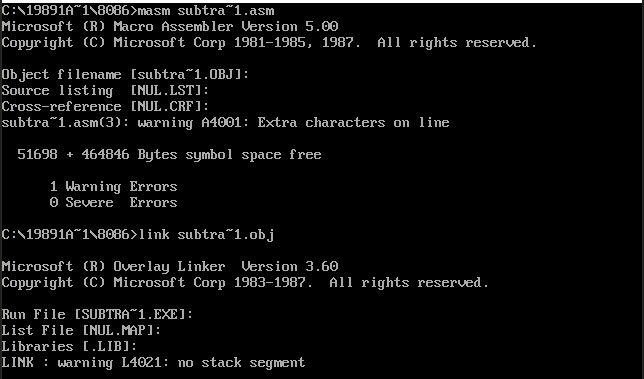 C:\19891A~1\8086>masm subtra~1.asm
Microsoft (R) Macro Assembler Version 5.00
Copyright (C) Microsoft Corp 1981-1985, 1987.  All rights reserved.
Object filename [subtra~1.OBJ]:
Source listing  [NUL.LST]:
Cross-reference [NUL.CRF]:
subtra~1.asm(3): warning A4001: Extra characters on line
51698 + 464846 Bytes symbol space free
1 Warning Errors
0 Severe  Errors
C:\19891A~1\8086>link subtra~1.obj
Microsoft (R) Overlay Linker  Version 3.60
Copyright (C) Microsoft Corp 1983-1987.  All rights reserved.
Run File [SUBTRA~1.EXE]:
List File [NUL.MAP]:
Libraries [.LIB]:
LINK : warning L4021: no stack segment